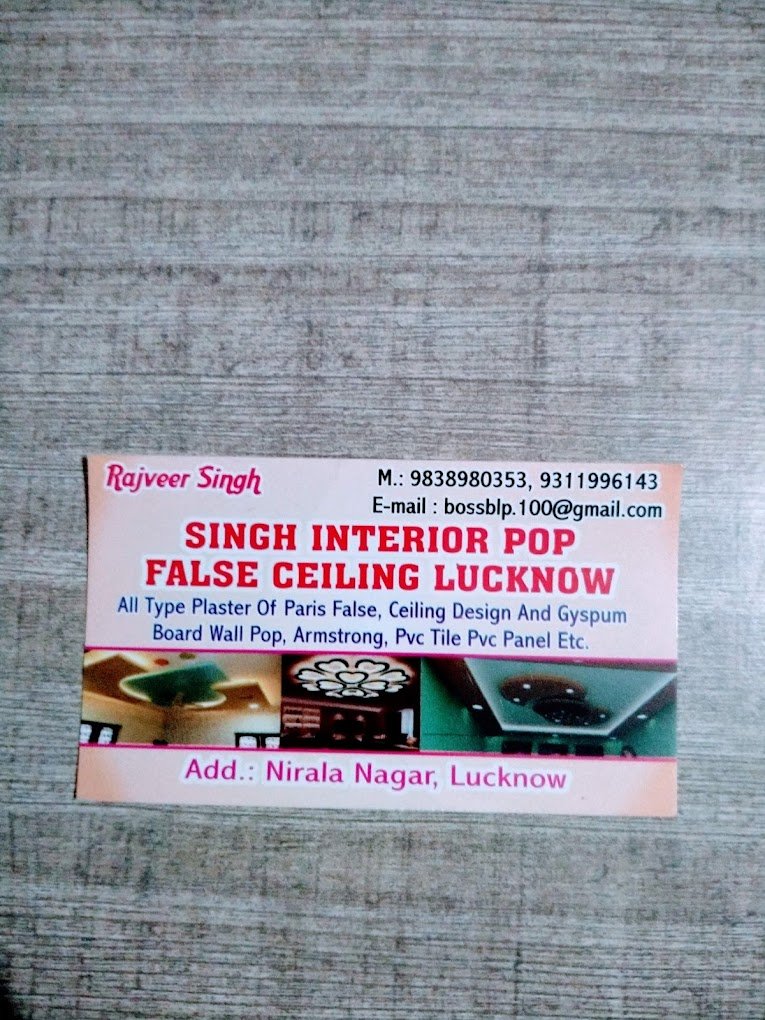 Rajveer Singh
M.: 9838980353, 9311996143
E-mail : bossblp.100@gmail.com
SINGH INTERIOR POP
FALSE CEILING LUCKNOW
All Type Plaster Of Paris False, Ceiling Design And Gyspum
Board Wall Pop, Armstrong, Pvc Tile Pvc Panel Etc.
Add.: Nirala Nagar, Lucknow